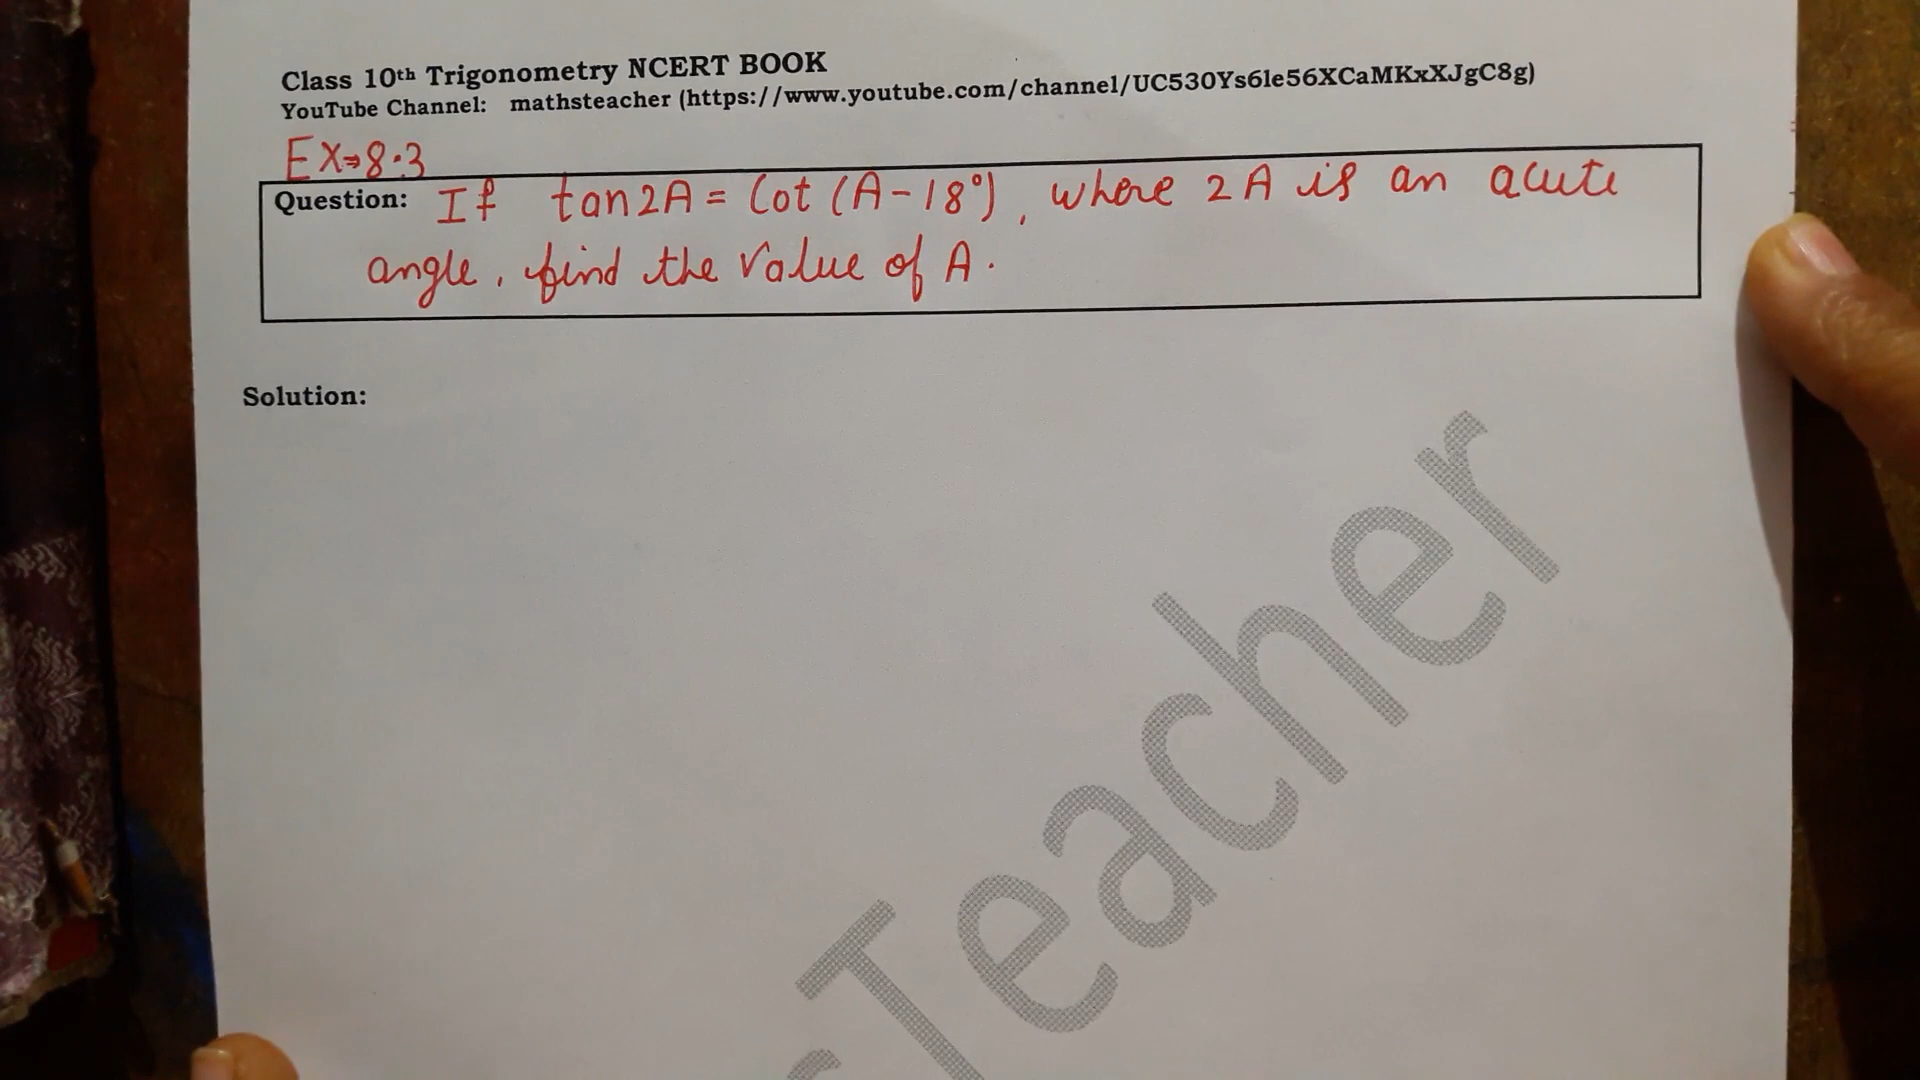 Class 10th Trigonometry NCERT BOOK
YouTube Channel: mathsteacher (https://www.youtube.com/channel/UC530Ys6le56XCaMKxXJgC8g)
EX⇒8.3
Question: If tan2A = Cot (A-18°), where 2A is an acute
angle, find the value of A.
Solution:
Teacher